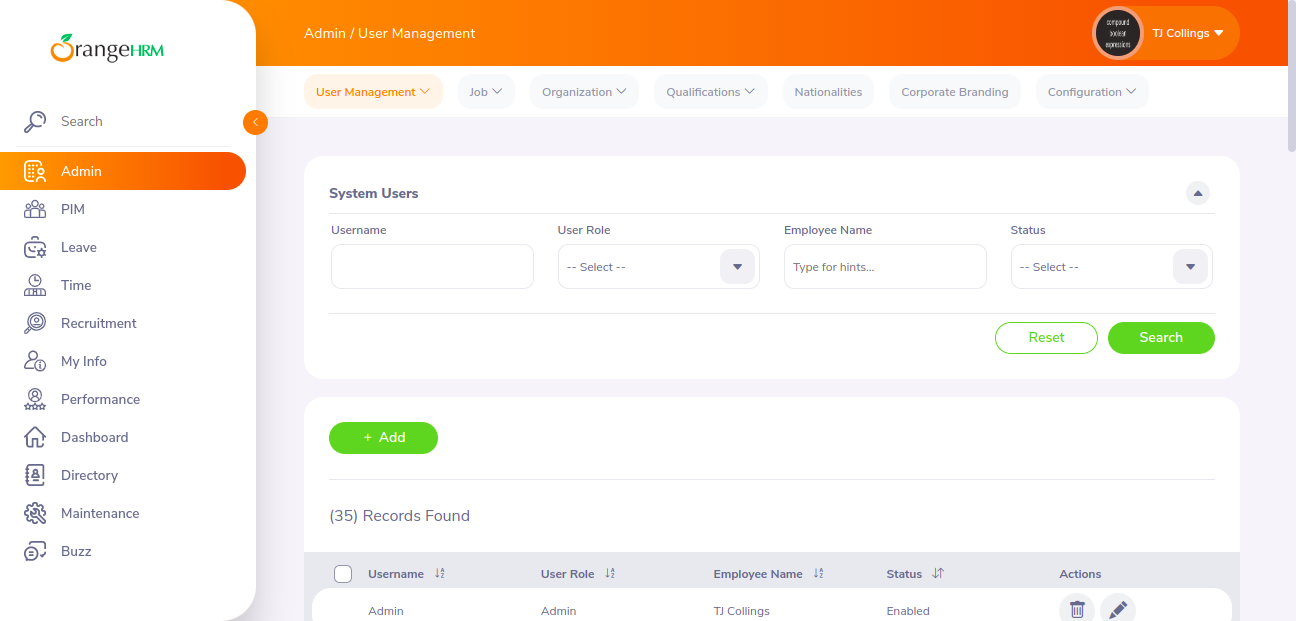 OrangeHRM
Search
Admin
PIM
Leave
Time
Recruitment
My Info
Performance
Dashboard
Directory
Maintenance
Buzz
Admin / User Management
compound
boolean
expressions
TJ Collings
User Management
Job
Organization
Qualifications
Nationalities
Corporate Branding
Configuration
System Users
Username
User Role
Employee Name
Status
-- Select --
Type for hints...
-- Select --
Reset
Search
+ Add
(35) Records Found
Username
User Role
Employee Name
Status
Actions
Admin
Admin
TJ Collings
Enabled